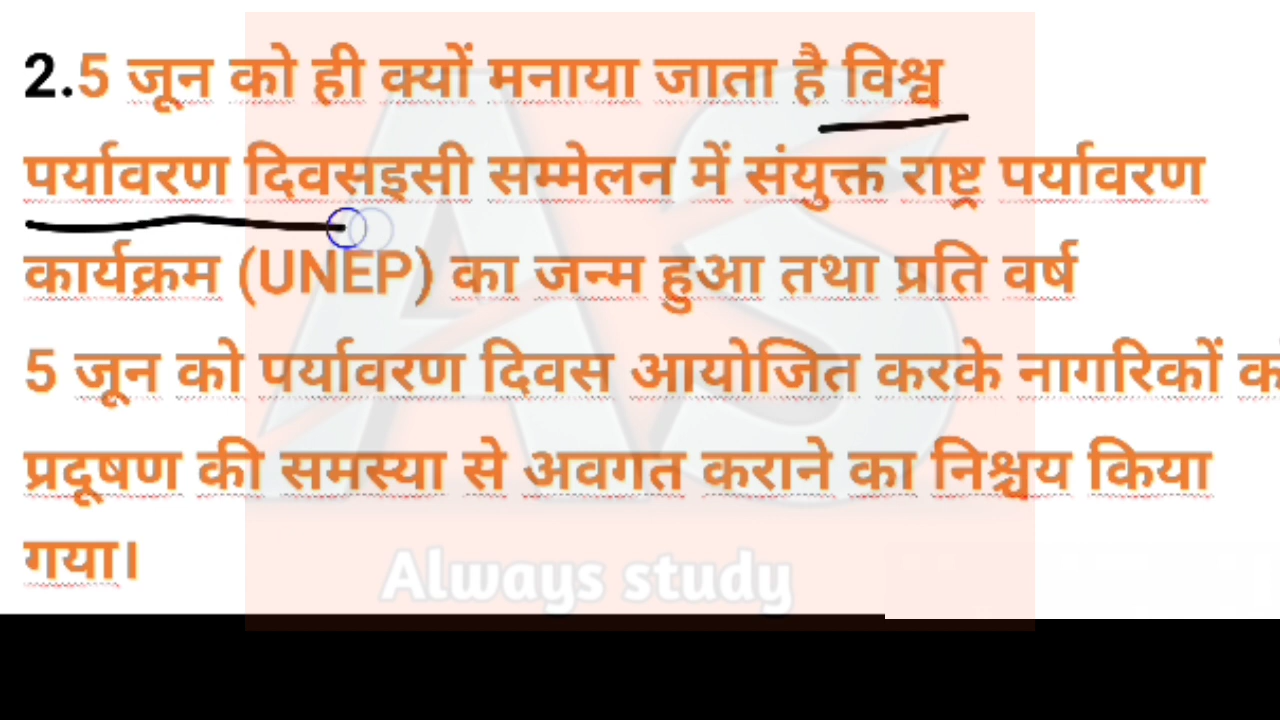 2.5 जून को ही क्यों मनाया जाता है विश्व
पर्यावरण दिवसइसी सम्मेलन में संयुक्त राष्ट्र पर्यावरण
कार्यक्रम (UNEP) का जन्म हुआ तथा प्रति वर्ष
5 जून को पर्यावरण दिवस आयोजित करके नागरिकों को
प्रदूषण की समस्या से अवगत कराने का निश्चय किया
गया।
AS
Always study